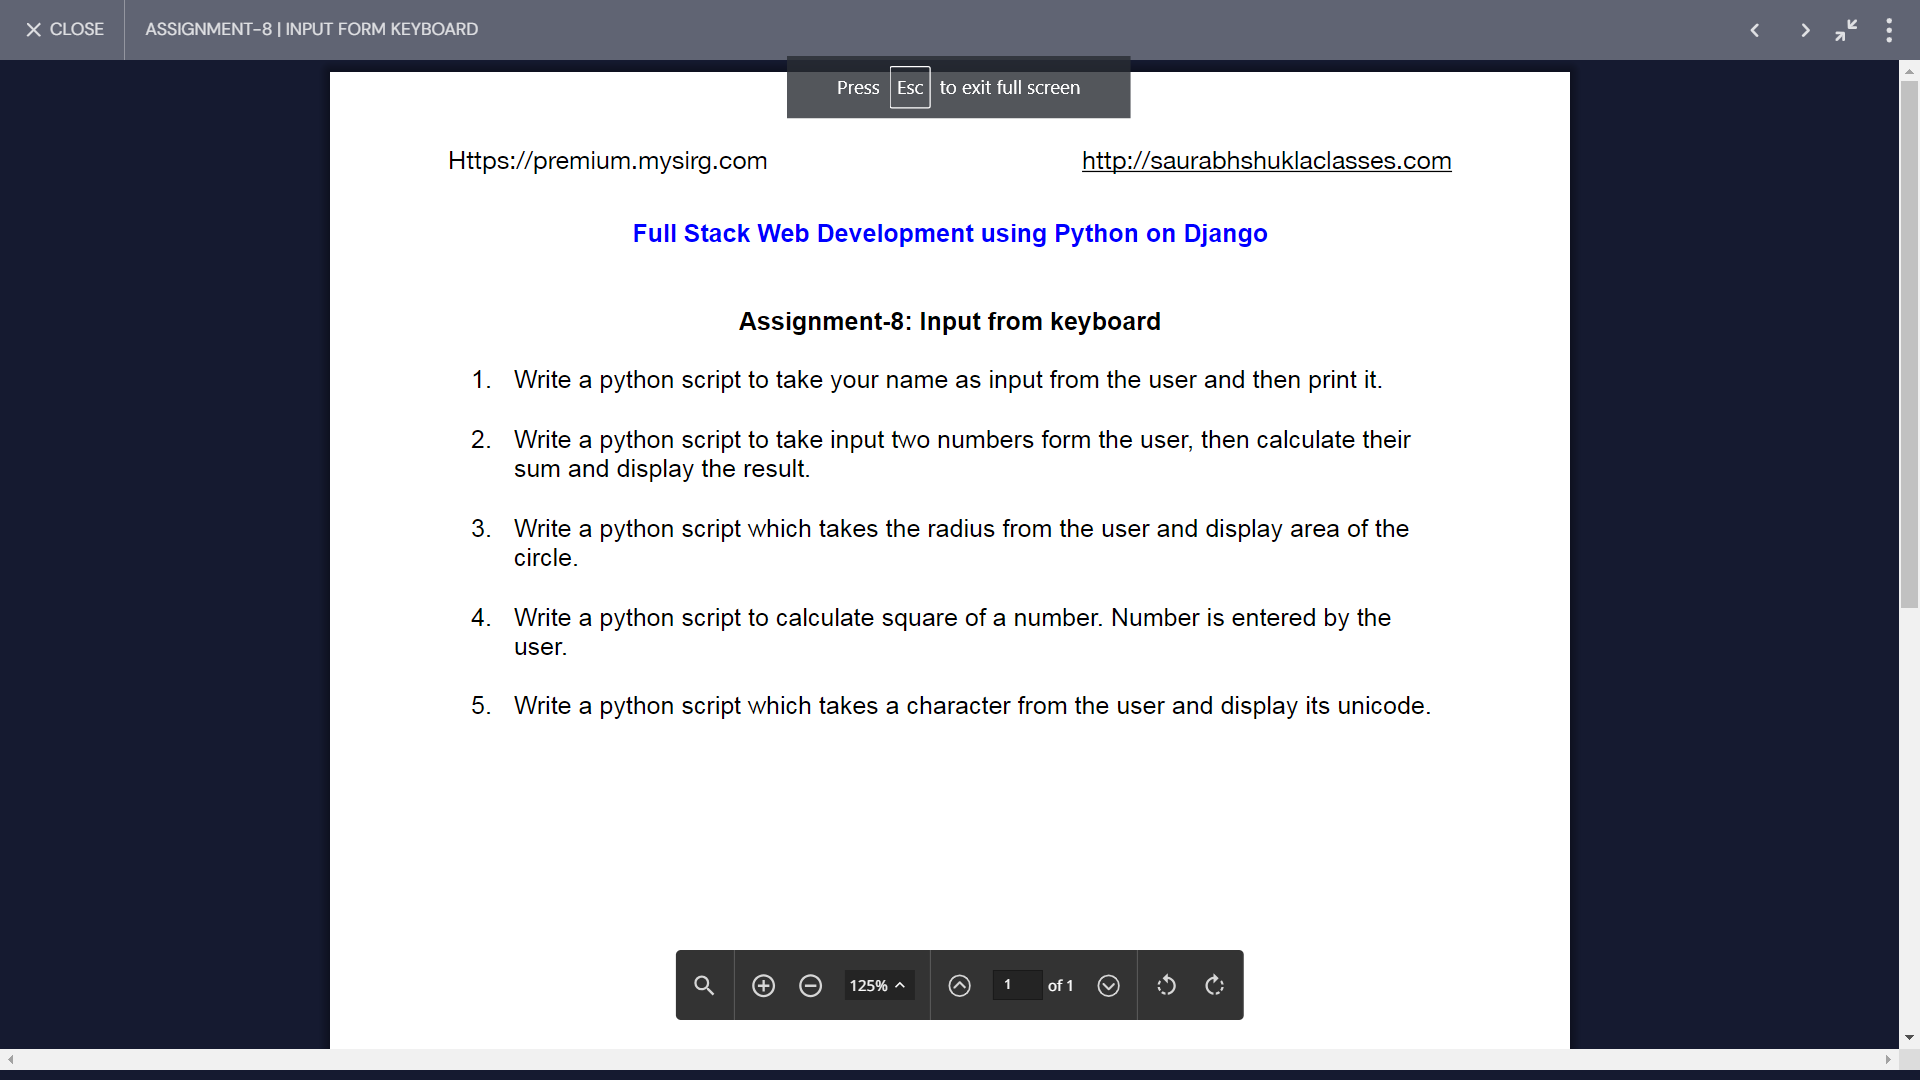 CLOSE
ASSIGNMENT-8 | INPUT FORM KEYBOARD
Press Esc to exit full screen
Https://premium.mysirg.com
http://saurabhshuklaclasses.com
Full Stack Web Development using Python on Django
Assignment-8: Input from keyboard
1. Write a python script to take your name as input from the user and then print it.
2. Write a python script to take input two numbers form the user, then calculate their
sum and display the result.
3. Write a python script which takes the radius from the user and display area of the
circle.
4. Write a python script to calculate square of a number. Number is entered by the
user.
5. Write a python script which takes a character from the user and display its unicode.
125%
1 of 1